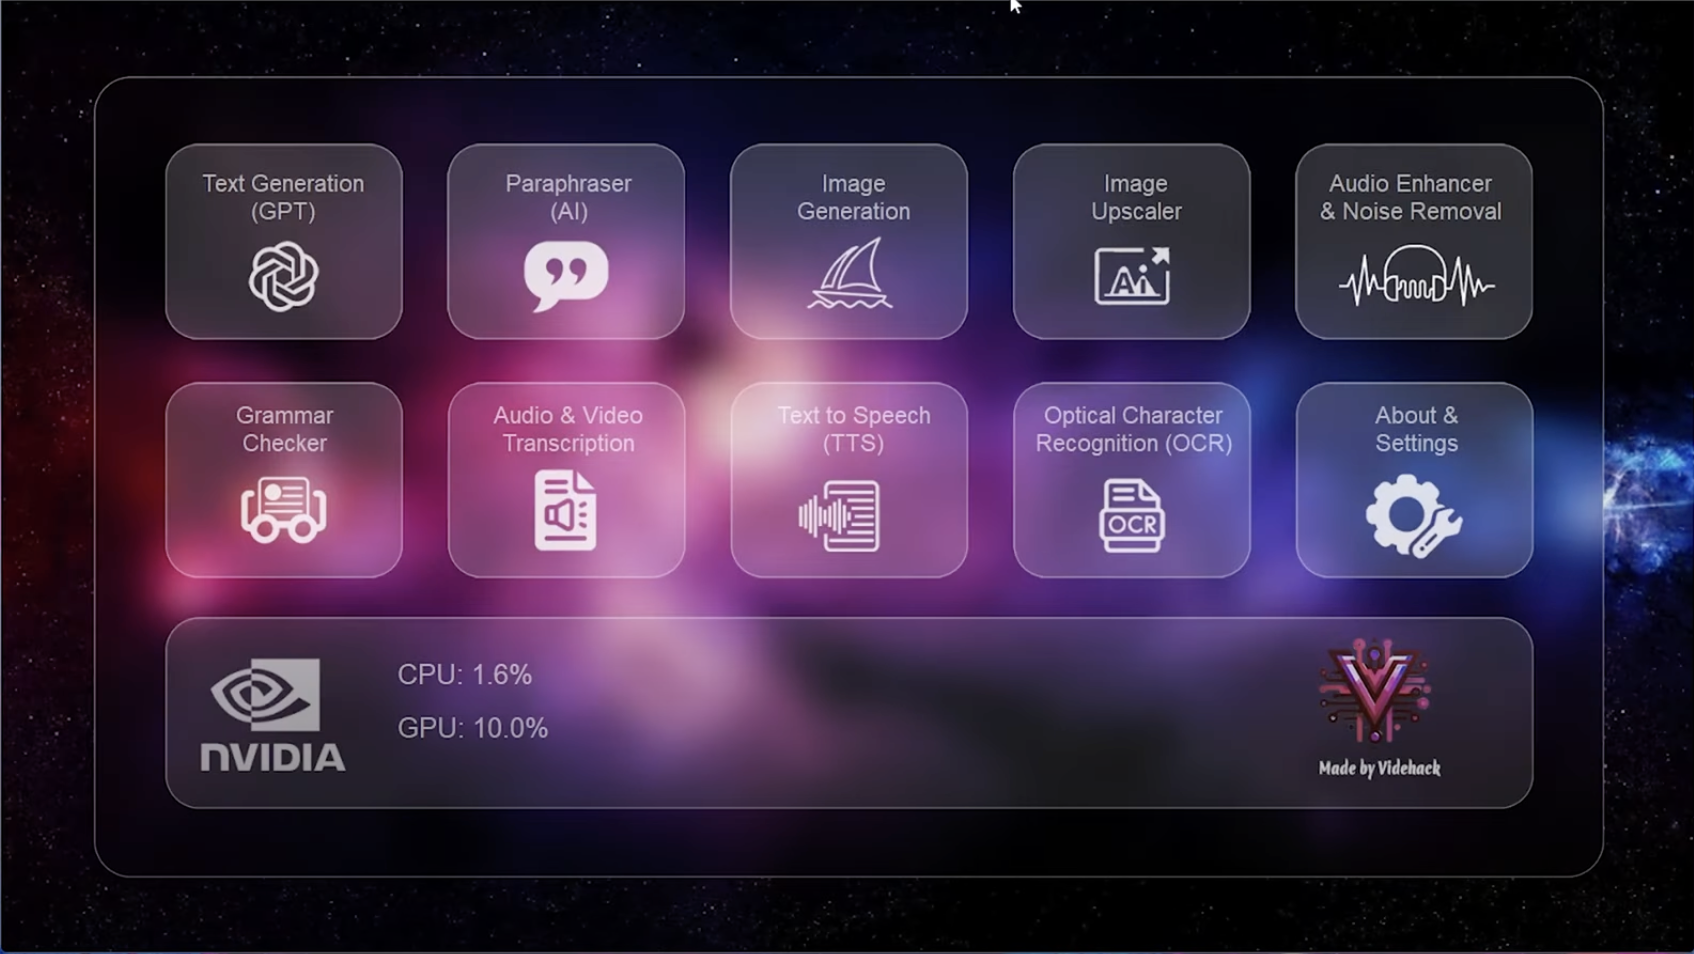 Text Generation
(GPT)
Paraphraser
(AI)
Image
Generation
Image
Upscaler
Ai
Audio Enhancer
& Noise Removal
Grammar
Checker
Audio & Video
Transcription
Text to Speech
(TTS)
Optical Character
Recognition (OCR)
OCR
About &
Settings
NVIDIA
CPU: 1.6%
GPU: 10.0%
Made by Videhack